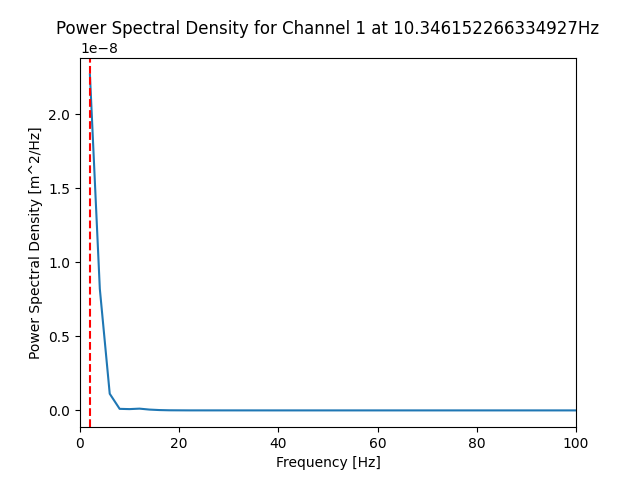 Power Spectral Density for Channel 1 at 10.346152266334927Hz
1e−8
2.0
1.5
1.0
0.5
0.0
Power Spectral Density [m^2/Hz]
0 20 40 60 80 100
Frequency [Hz]